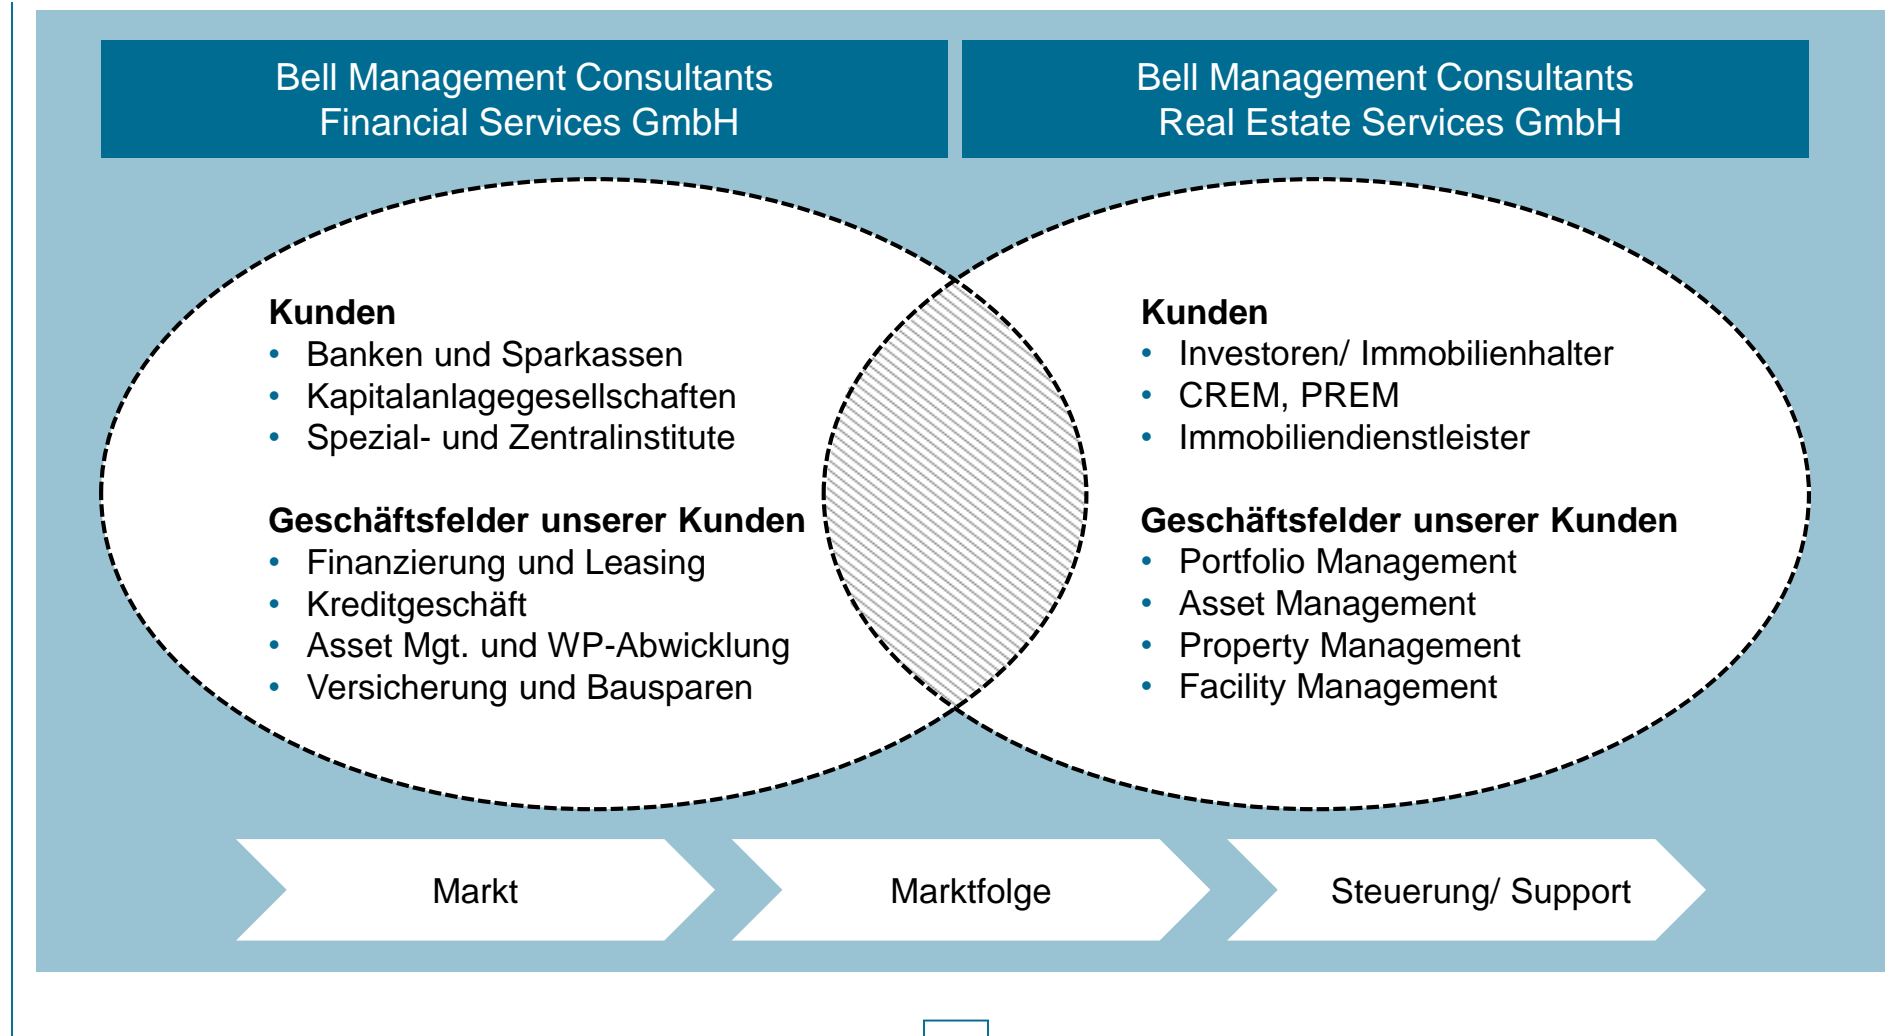 Bell Management Consultants
Financial Services GmbH
Bell Management Consultants
Real Estate Services GmbH
Kunden
• Banken und Sparkassen
• Kapitalanlagegesellschaften
• Spezial- und Zentralinstitute
Geschäftsfelder unserer Kunden
• Finanzierung und Leasing
• Kreditgeschäft
• Asset Mgt. und WP-Abwicklung
• Versicherung und Bausparen
Kunden
• Investoren/ Immobilienhalter
• CREM, PREM
• Immobiliendienstleister
Geschäftsfelder unserer Kunden
• Portfolio Management
• Asset Management
• Property Management
• Facility Management
Markt
Marktfolge
Steuerung/ Support